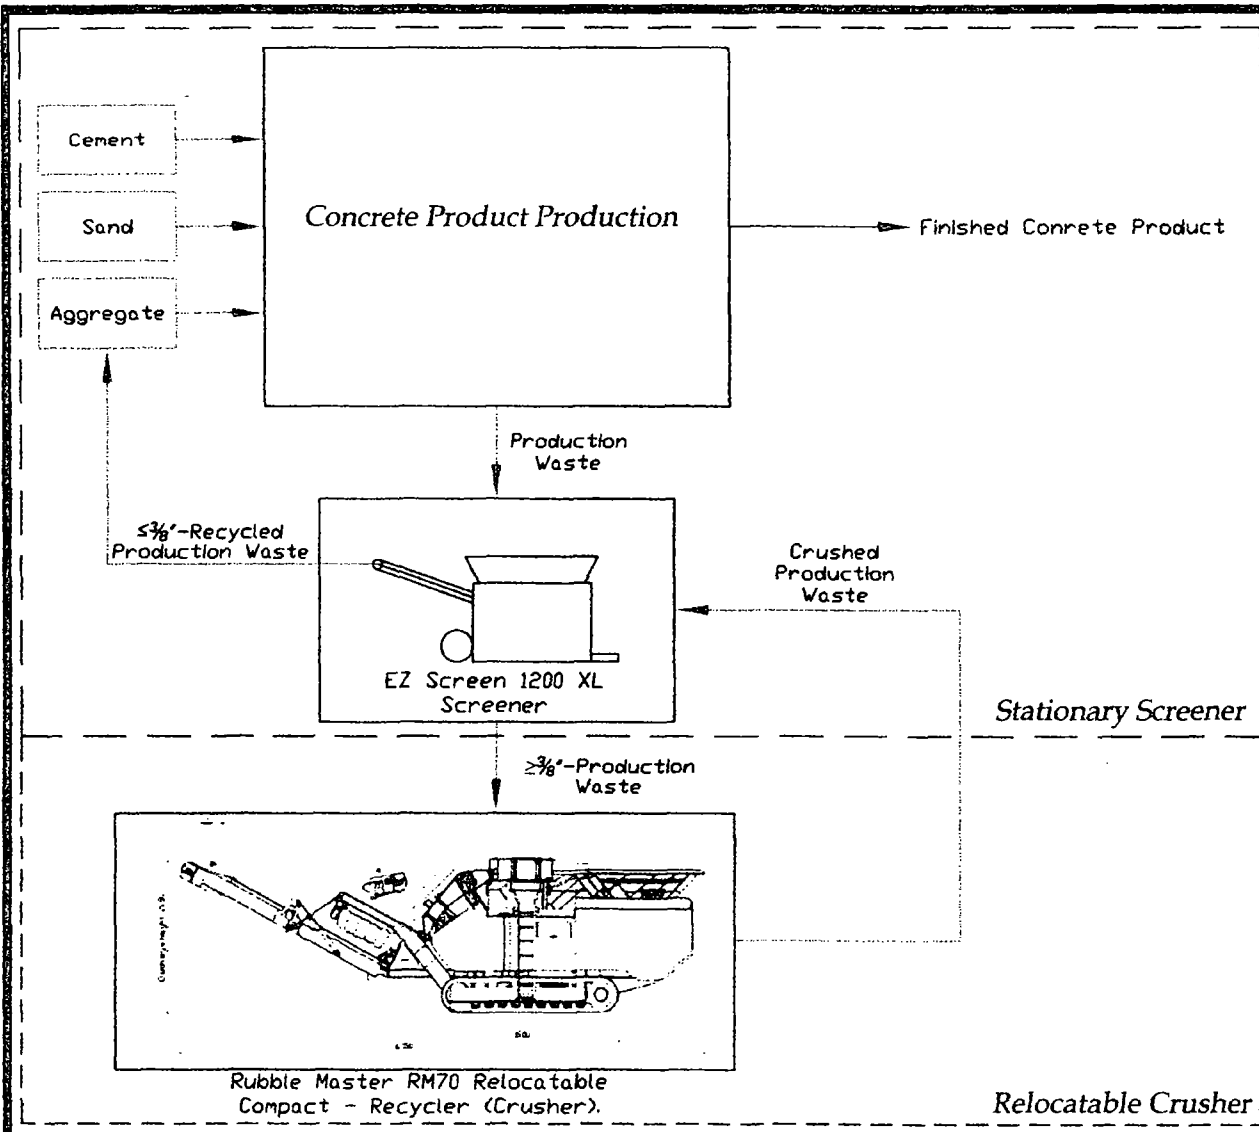 Cement
Sand
Aggregate
Concrete Product Production
Finished Conrete Product
Production
Waste
≤⅜"-Recycled
Production Waste
Crushed
Production
Waste
EZ Screen 1200 XL
Screener
Stationary Screener
≥⅜"-Production
Waste
Rubble Master RM70 Relocatable
Compact - Recycler (Crusher).
Relocatable Crusher